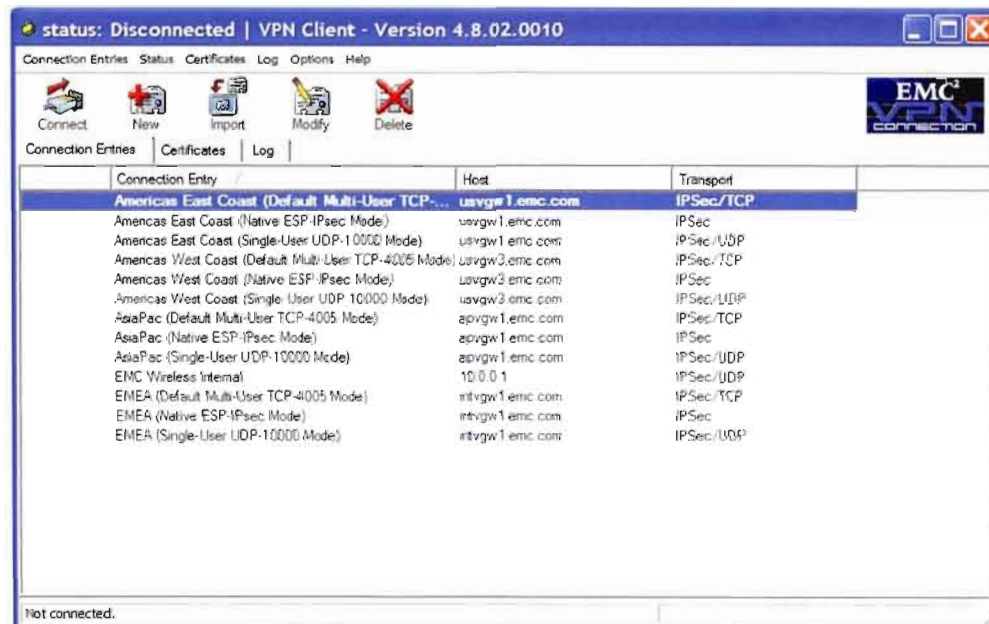 status: Disconnected | VPN Client - Version 4.8.02.0010
Connection Entries Status Certificates Log Options Help
Connect New Import Modify Delete
EMC²
VPN
CONNECTION
Connection Entries Certificates Log
Connection Entry Host Transport
Americas East Coast (Default Multi-User TCP-... usvgw1.emc.com IPSec/TCP
Americas East Coast (Native ESP-IPsec Mode) usvgw1.emc.com IPSec
Americas East Coast (Single-User UDP-10000 Mode) usvgw1.emc.com IPSec/UDP
Americas West Coast (Default Multi-User TCP-4005 Mode) usvgw3.emc.com IPSec/TCP
Americas West Coast (Native ESP-IPsec Mode) usvgw3.emc.com IPSec
Americas West Coast (Single-User UDP-10000 Mode) usvgw3.emc.com IPSec/UDP
AsiaPac (Default Multi-User TCP-4005 Mode) apvgw1.emc.com IPSec/TCP
AsiaPac (Native ESP-IPsec Mode) apvgw1.emc.com IPSec
AsiaPac (Single-User UDP-10000 Mode) apvgw1.emc.com IPSec/UDP
EMC Wireless Internal 10.0.0.1 IPSec/UDP
EMEA (Default Multi-User TCP-4005 Mode) intvgw1.emc.com IPSec/TCP
EMEA (Native ESP-IPsec Mode) intvgw1.emc.com IPSec
EMEA (Single-User UDP-10000 Mode) intvgw1.emc.com IPSec/UDP
Not connected.